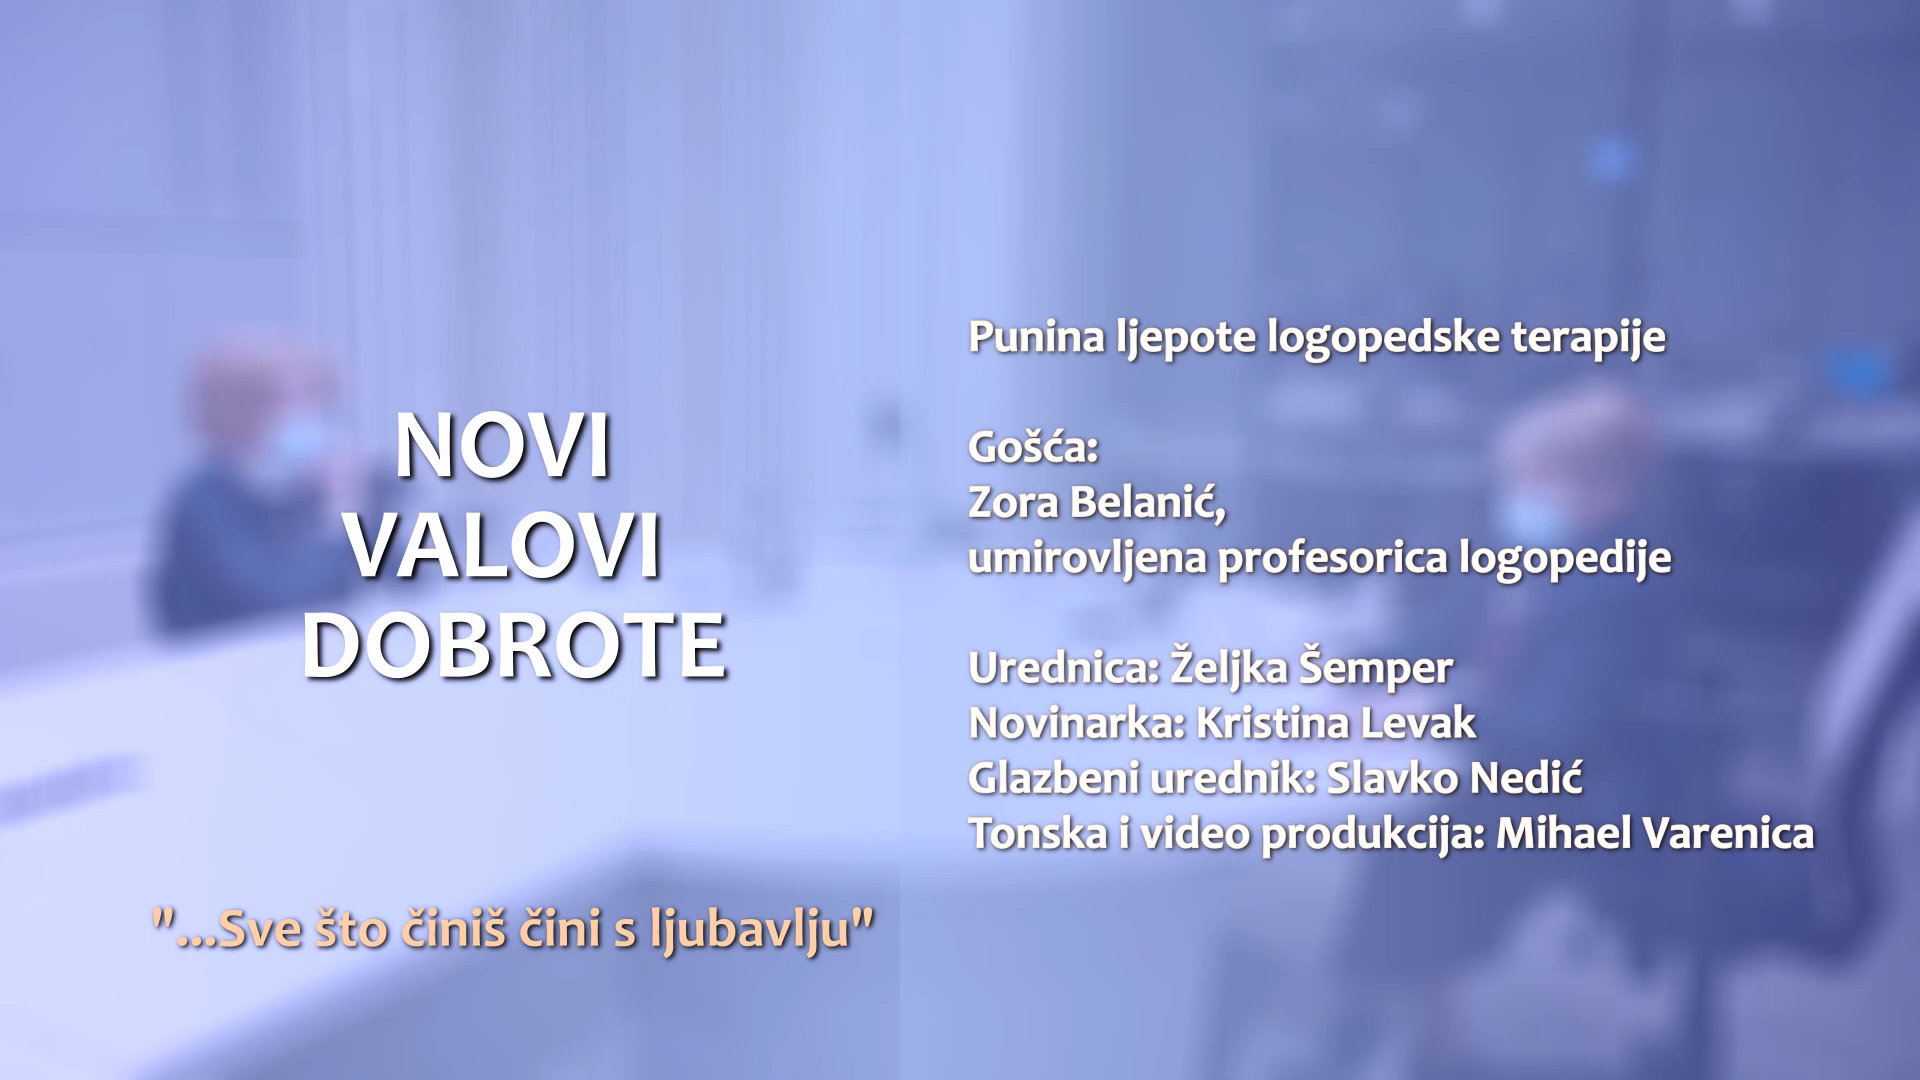 NOVI
VALOVI
DOBROTE
"...Sve što činiš čini s ljubavlju"
Punina ljepote logopedske terapije
Gošća:
Zora Belanić,
umirovljena profesorica logopedije
Urednica: Željka Šemper
Novinarka: Kristina Levak
Glazbeni urednik: Slavko Nedić
Tonska i video produkcija: Mihael Varenica